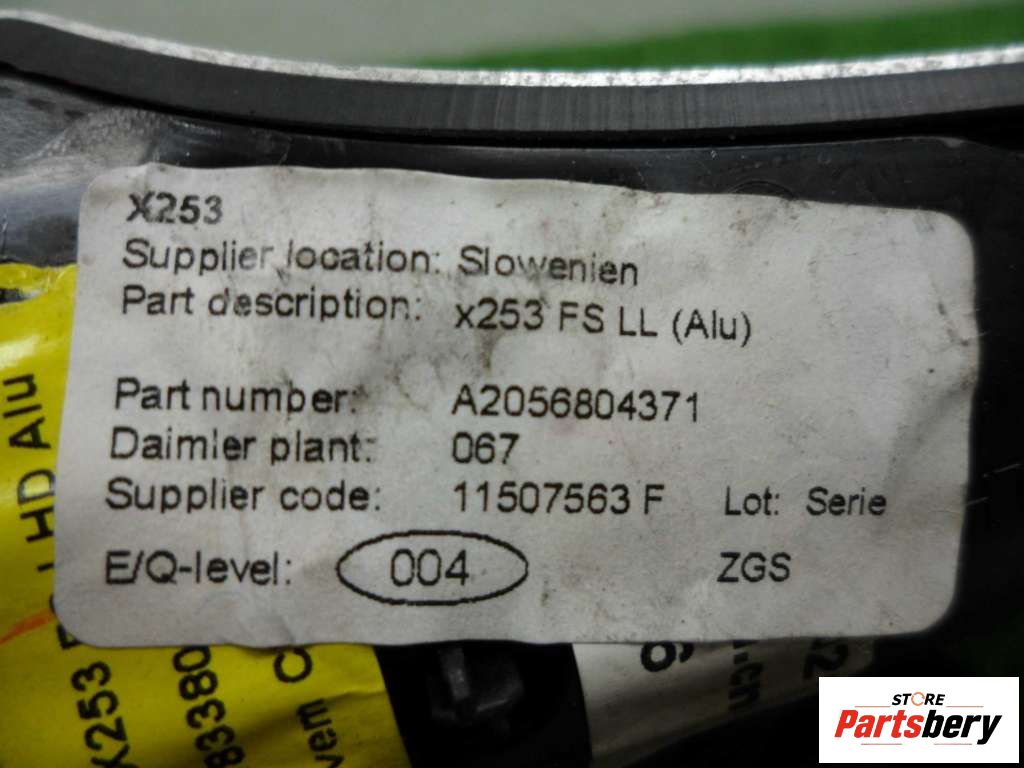 X253
Supplier location: Slowenien
Part description: x253 FS LL (Alu)
Part number: A2056804371
Daimler plant: 067
Supplier code: 11507563 F Lot: Serie
E/Q-level: 004 ZGS
LHD Alu
X253
83380
STORE
Partsbery